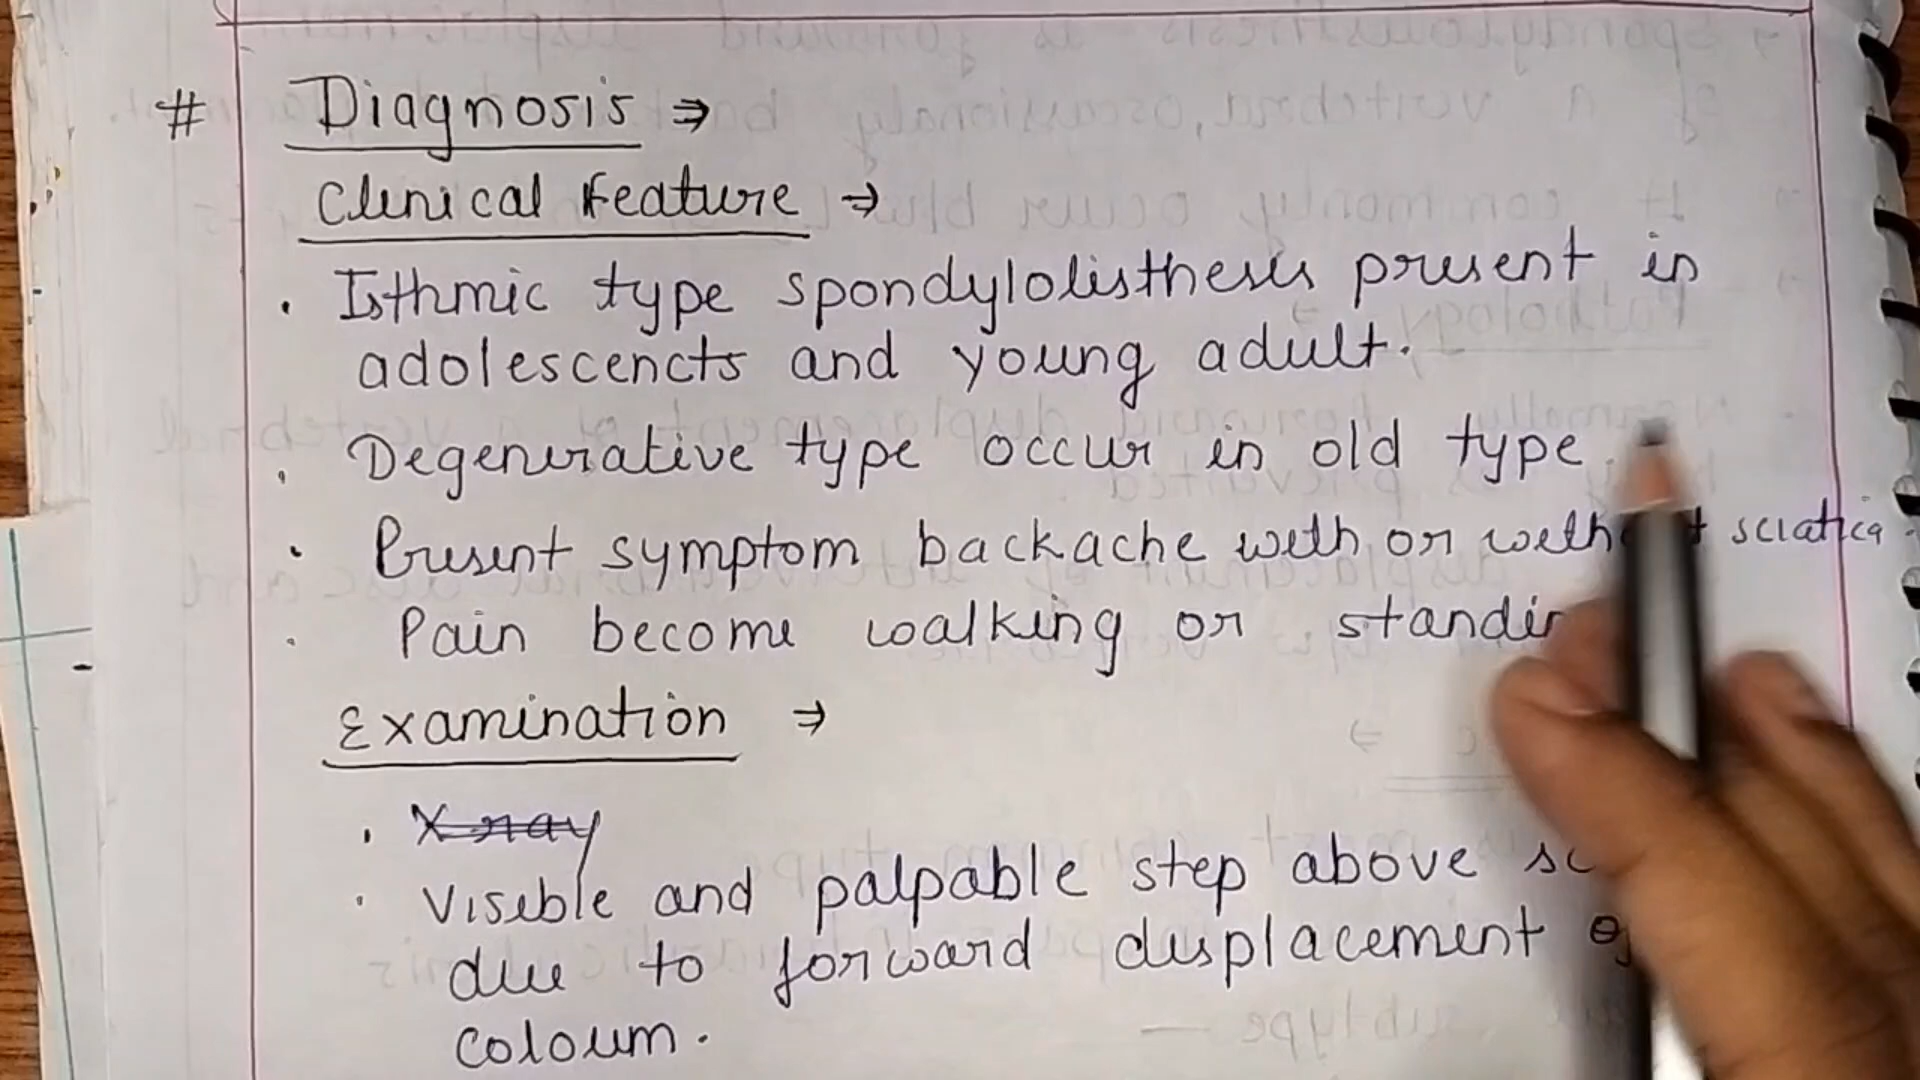 # Diagnosis ⇒
Clinical Feature →
. Isthmic type spondylolisthesis present in
adolescencts and young adult.
. Degenerative type occur in old type.
. Present symptom backache with or without sciatica.
. Pain become walking or
Examination ⇒
. X-ray
. Visible and palpable step above
due to forward displacement
coloum.